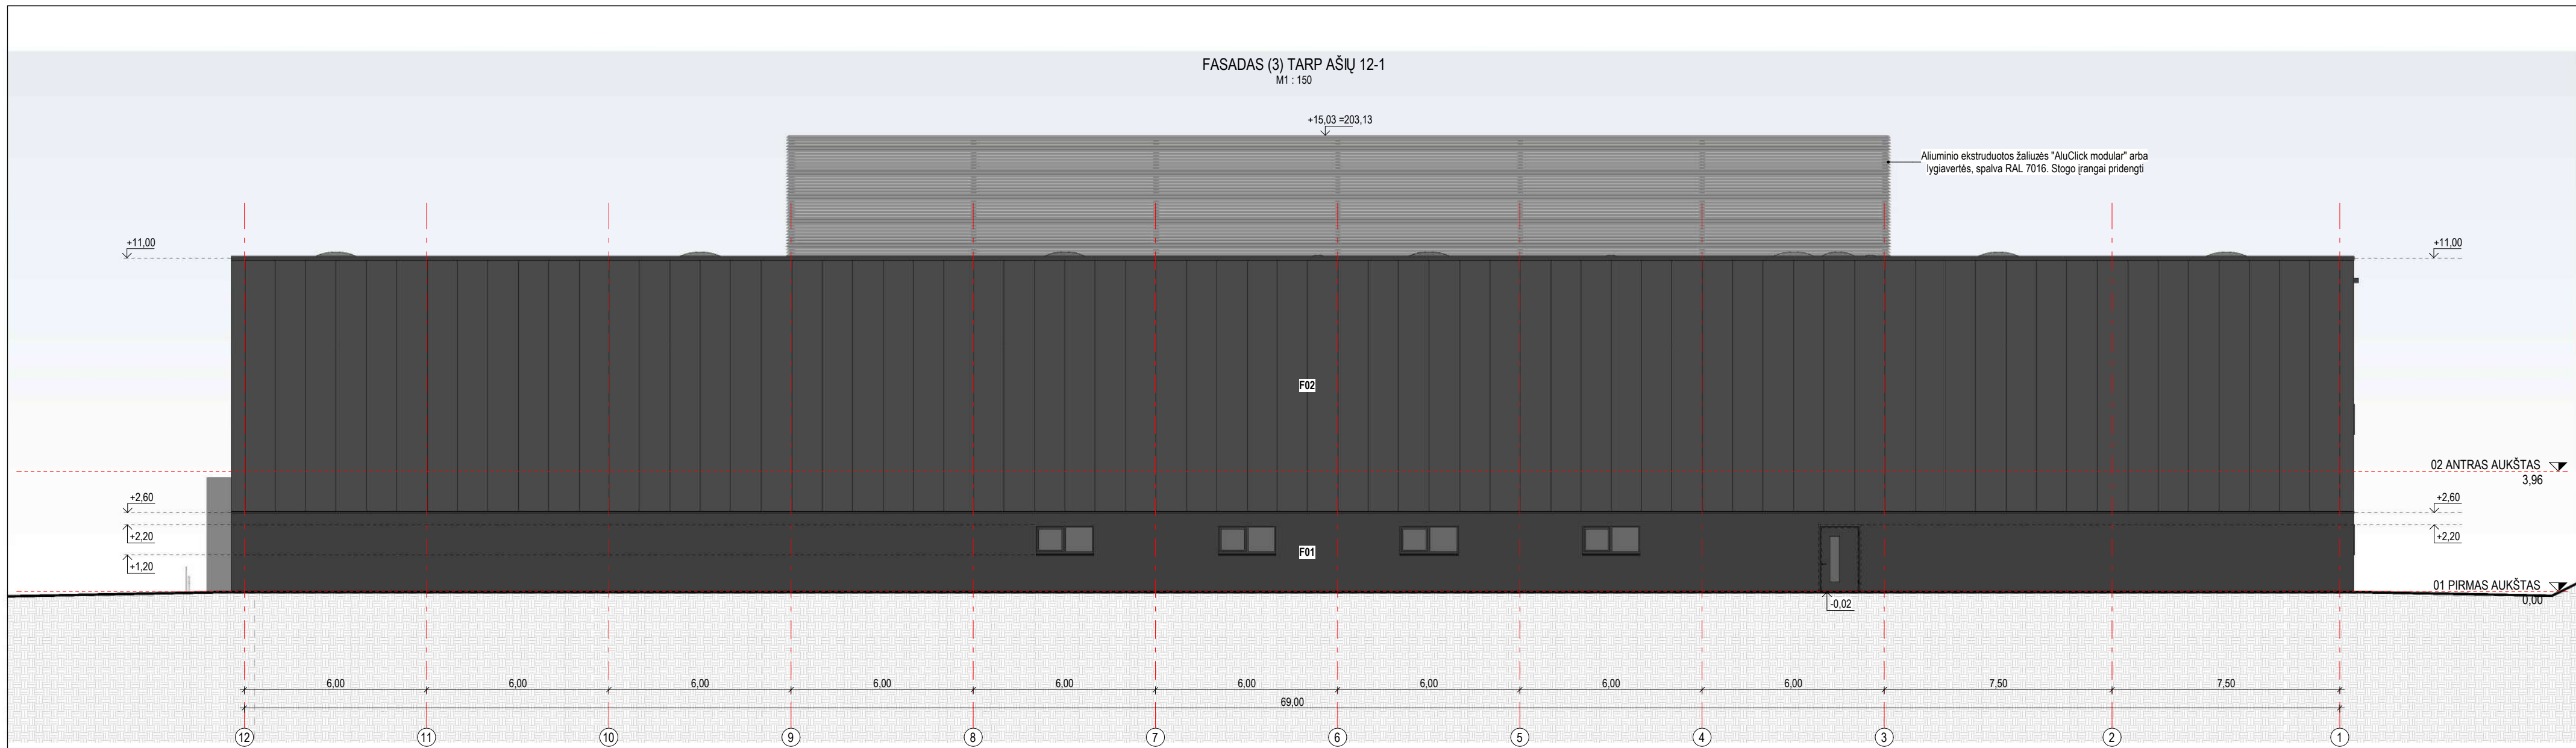 FASADAS (3) TARP AŠIŲ 12-1
M1 : 150
+15,03 =203,13
Aliuminio ekstruduotos žaliuzės "AluClick modular" arba
lygiavertės, spalva RAL 7016. Stogo įrangai pridengti
+11,00
+11,00
F02
02 ANTRAS AUKŠTAS
3,96
+2,60
+2,60
+2,20
+2,20
F01
+1,20
01 PIRMAS AUKŠTAS
0,00
-0,02
6,00 6,00 6,00 6,00 6,00 6,00 6,00 6,00 6,00 7,50 7,50
69,00
12 11 10 9 8 7 6 5 4 3 2 1